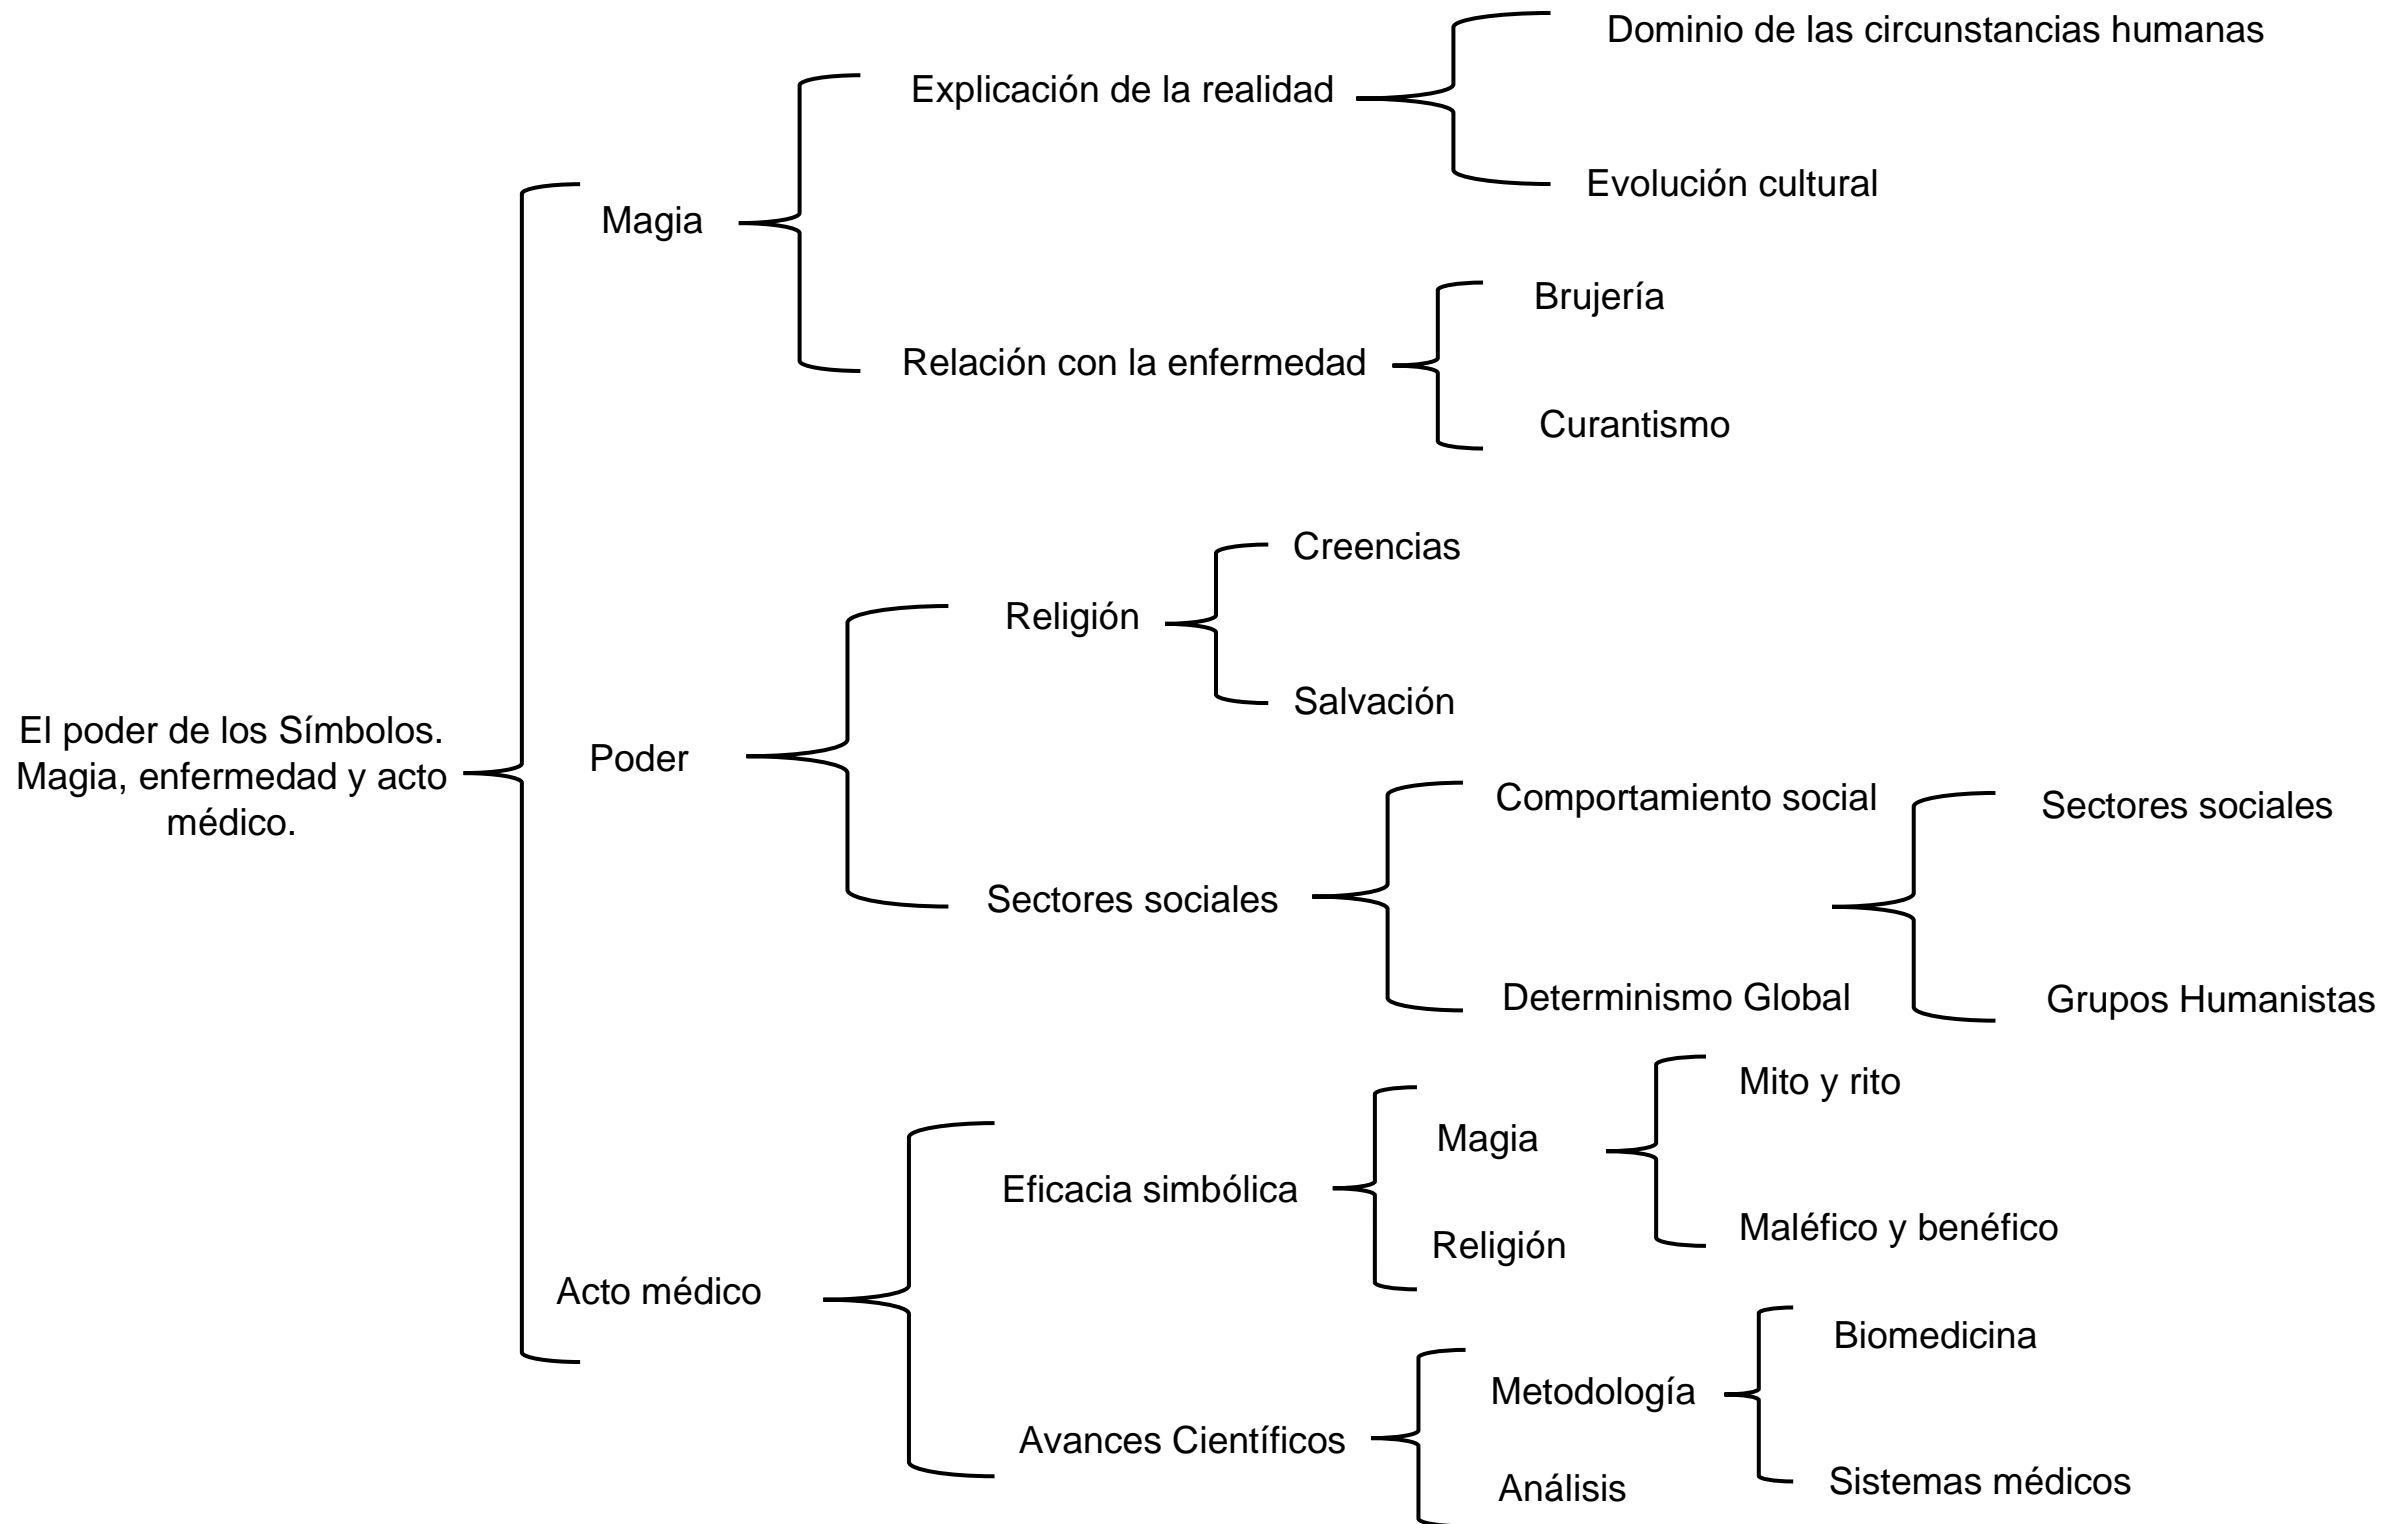 El poder de los Símbolos.
Magia, enfermedad y acto
médico.
Magia
Explicación de la realidad
Dominio de las circunstancias humanas
Evolución cultural
Relación con la enfermedad
Brujería
Curantismo
Poder
Religión
Creencias
Salvación
Sectores sociales
Comportamiento social
Determinismo Global
Sectores sociales
Grupos Humanistas
Acto médico
Eficacia simbólica
Magia
Mito y rito
Maléfico y benéfico
Religión
Avances Científicos
Metodología
Biomedicina
Sistemas médicos
Análisis